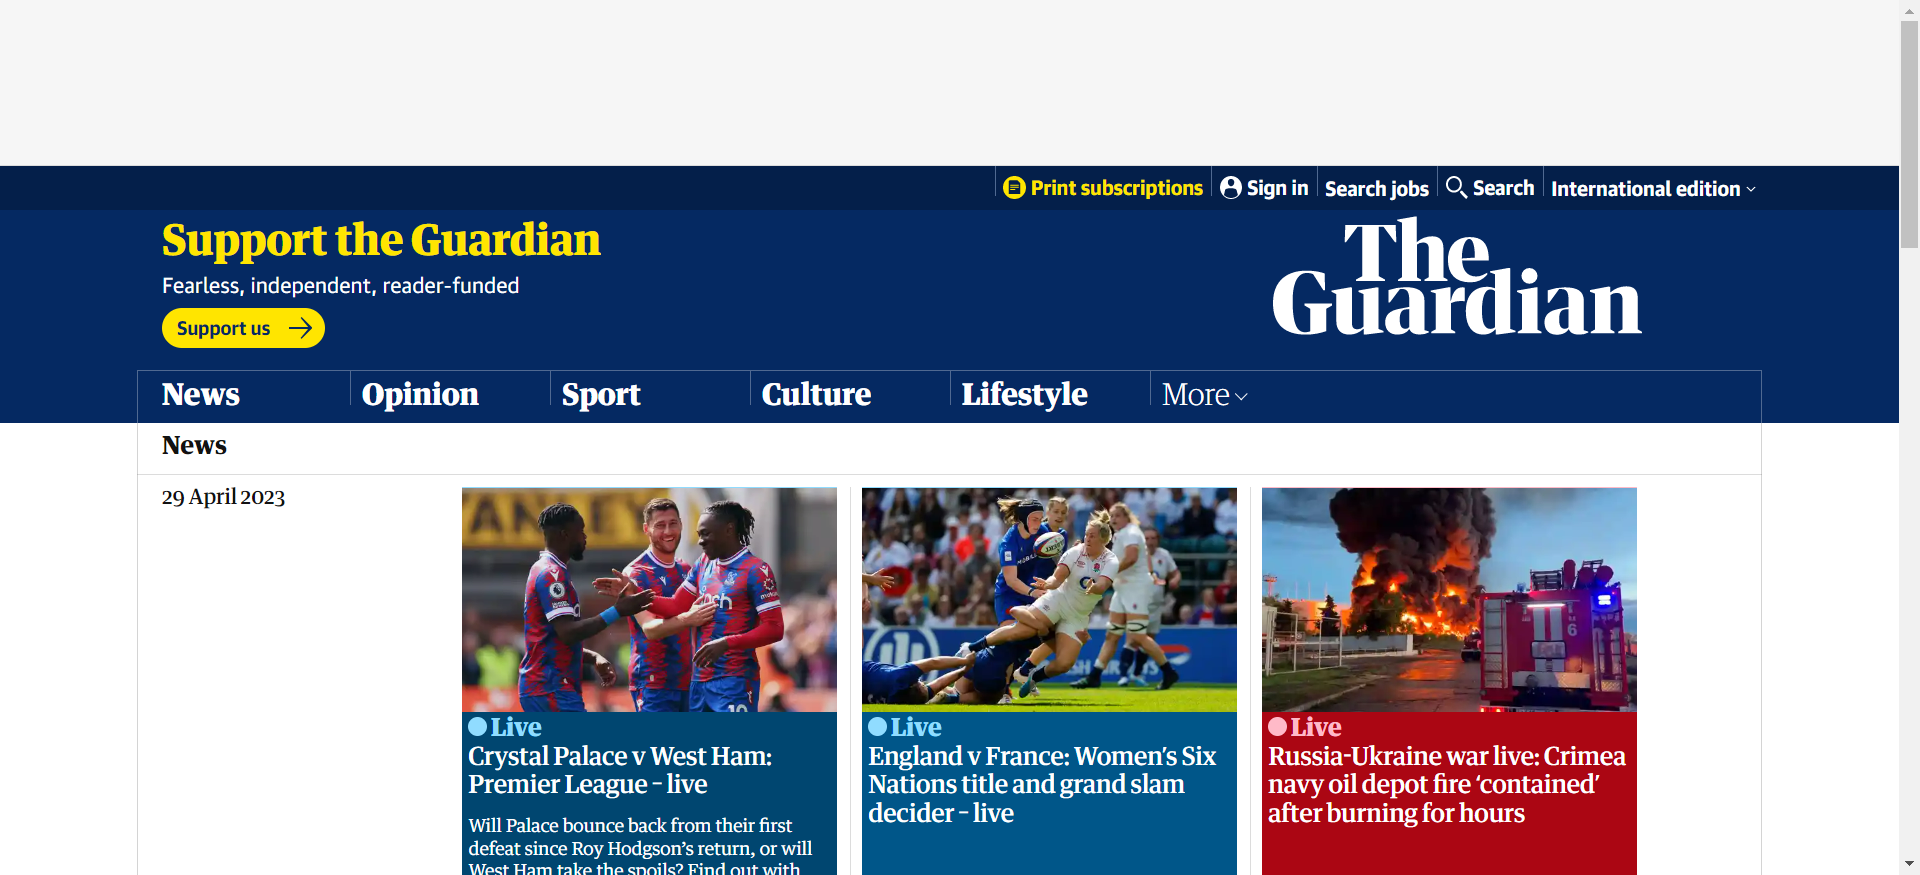 Print subscriptions
Sign in
Search jobs
Search
International edition
Support the Guardian
Fearless, independent, reader-funded
Support us
The
Guardian
News
Opinion
Sport
Culture
Lifestyle
More
News
29 April 2023
Live
Crystal Palace v West Ham:
Premier League – live
Will Palace bounce back from their first
defeat since Roy Hodgson’s return, or will
West Ham take the spoils? Find out with
Live
England v France: Women’s Six
Nations title and grand slam
decider – live
6
Live
Russia-Ukraine war live: Crimea
navy oil depot fire ‘contained’
after burning for hours